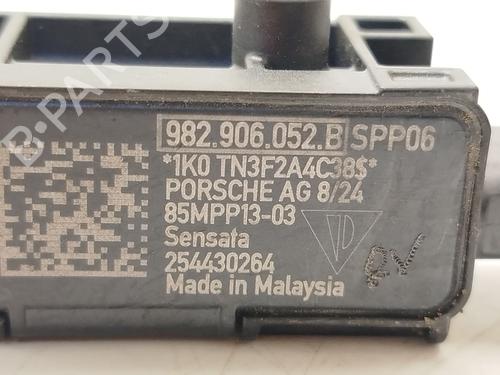 B-PARTS
982.906.052.B SPP06
*1K0 TN3F2A4C38$*
PORSCHE AG 8/24
85MPP13-03
Sensata
254430264
Made in Malaysia